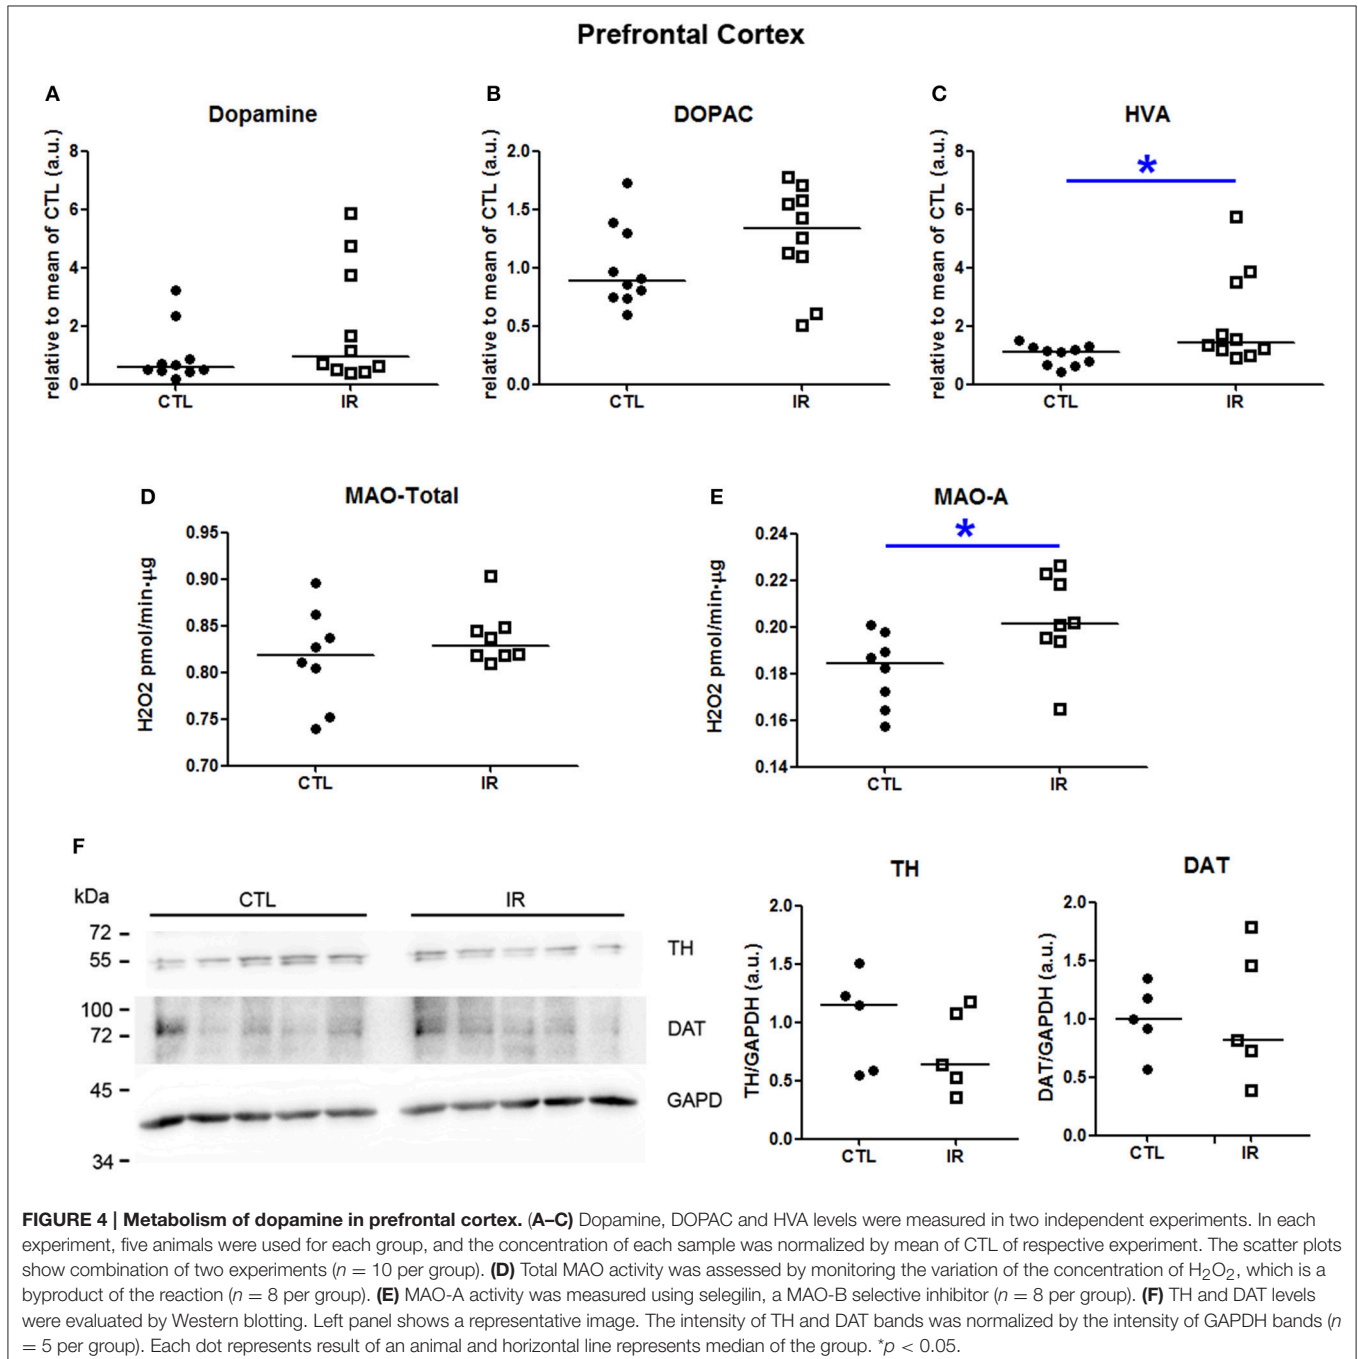 Prefrontal Cortex
A
Dopamine
relative to mean of CTL (a.u.)
8
6
4
2
0
CTL IR
B
DOPAC
relative to mean of CTL (a.u.)
2.0
1.5
1.0
0.5
0.0
CTL IR
C
HVA
relative to mean of CTL (a.u.)
8
6
4
2
0
*
CTL IR
D
MAO-Total
H2O2 pmol/min·µg
0.95
0.90
0.85
0.80
0.75
0.70
CTL IR
E
MAO-A
H2O2 pmol/min·µg
0.24
0.22
0.20
0.18
0.16
0.14
*
CTL IR
F
kDa
CTL IR
72
55
TH
100
72
DAT
45
GAPD
34
TH
TH/GAPDH (a.u.)
2.0
1.5
1.0
0.5
0.0
CTL IR
DAT
DAT/GAPDH (a.u.)
2.0
1.5
1.0
0.5
0.0
CTL IR
FIGURE 4 | Metabolism of dopamine in prefrontal cortex. (A–C) Dopamine, DOPAC and HVA levels were measured in two independent experiments. In each
experiment, five animals were used for each group, and the concentration of each sample was normalized by mean of CTL of respective experiment. The scatter plots
show combination of two experiments (n = 10 per group). (D) Total MAO activity was assessed by monitoring the variation of the concentration of H₂O₂, which is a
byproduct of the reaction (n = 8 per group). (E) MAO-A activity was measured using selegilin, a MAO-B selective inhibitor (n = 8 per group). (F) TH and DAT levels
were evaluated by Western blotting. Left panel shows a representative image. The intensity of TH and DAT bands was normalized by the intensity of GAPDH bands (n
= 5 per group). Each dot represents result of an animal and horizontal line represents median of the group. *p < 0.05.